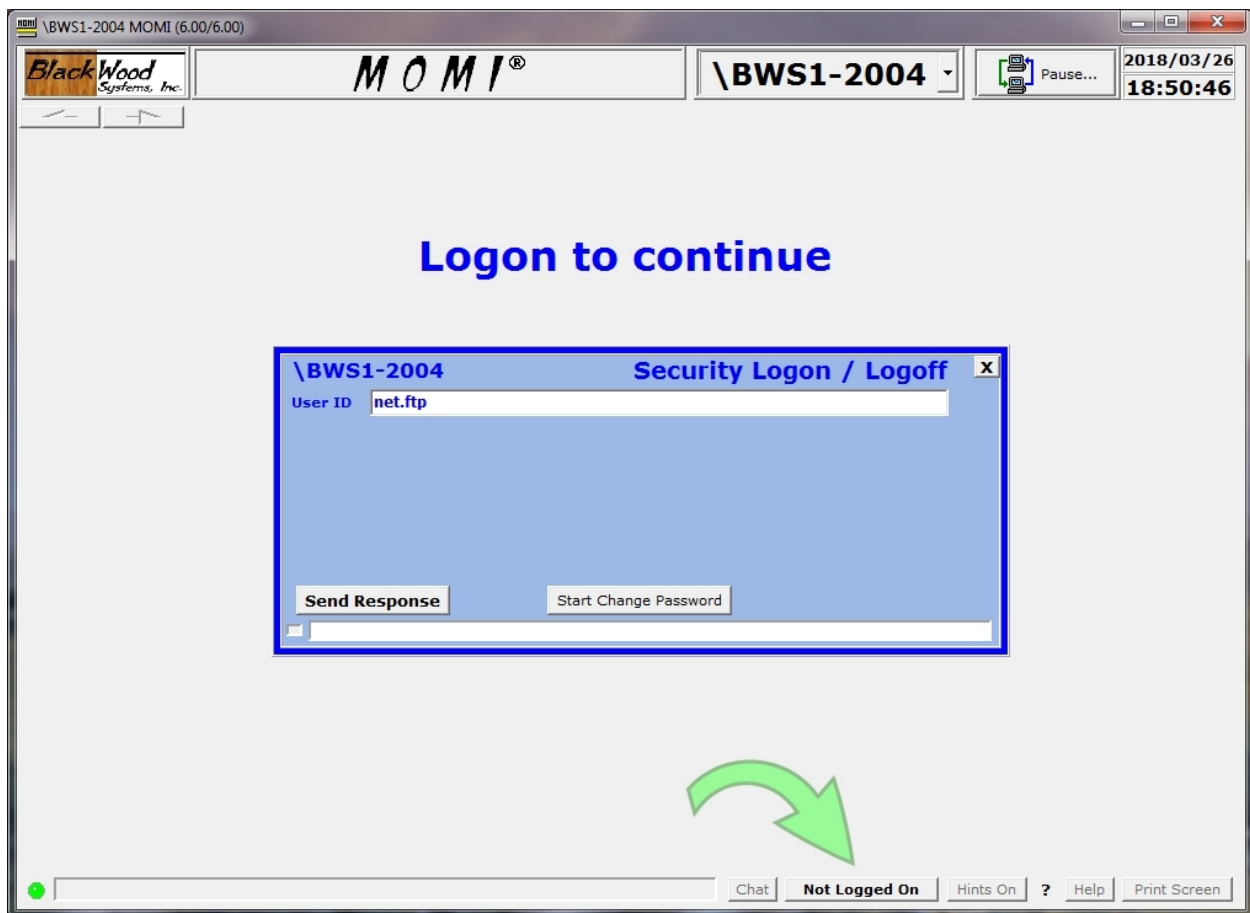 \BWS1-2004 MOMI (6.00/6.00)
BlackWood Systems, Inc.
MOMI®
\BWS1-2004
Pause...
2018/03/26
18:50:46
Logon to continue
\BWS1-2004 Security Logon / Logoff X
User ID net.ftp
Send Response Start Change Password
Chat Not Logged On Hints On ? Help Print Screen